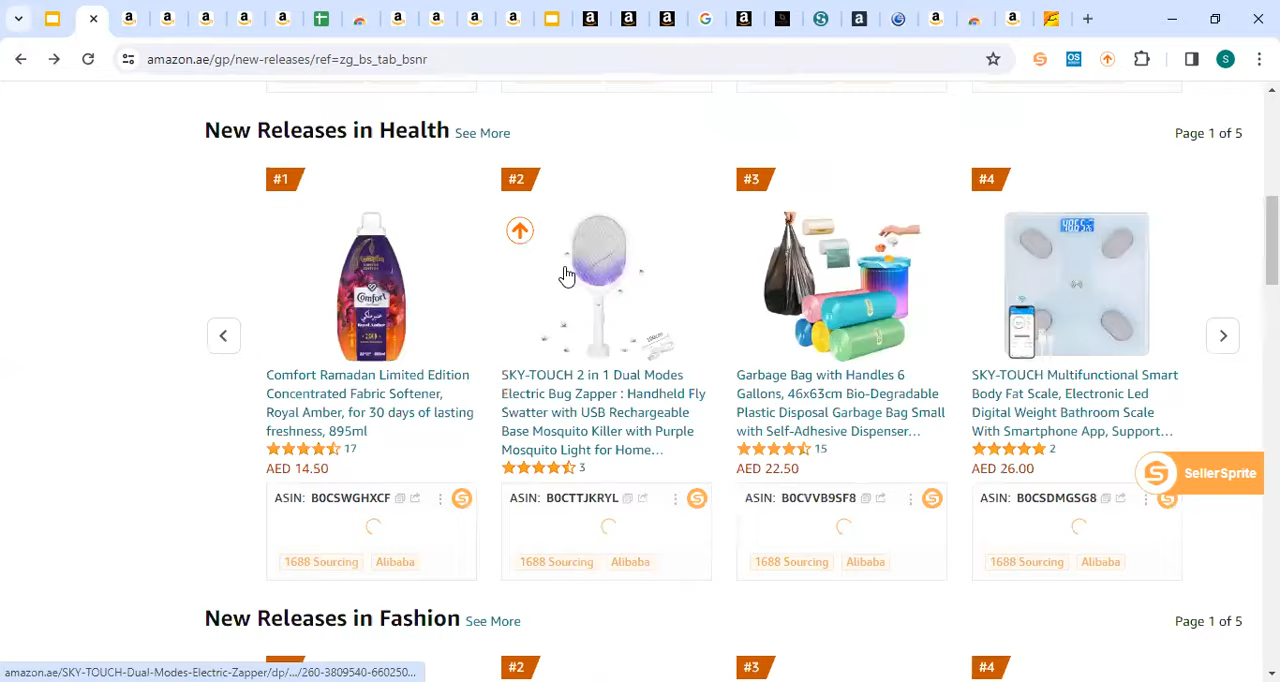 amazon.ae/gp/new-releases/ref=zg_bs_tab_bsnr
S
New Releases in Health See More
Page 1 of 5
#1
#2
#3
#4
Comfort Ramadan Limited Edition
Concentrated Fabric Softener,
Royal Amber, for 30 days of lasting
freshness, 895ml
17
AED 14.50
ASIN: B0CSWGHXCF
1688 Sourcing Alibaba
SKY-TOUCH 2 in 1 Dual Modes
Electric Bug Zapper : Handheld Fly
Swatter with USB Rechargeable
Base Mosquito Killer with Purple
Mosquito Light for Home…
3
ASIN: B0CTTJKRYL
1688 Sourcing Alibaba
Garbage Bag with Handles 6
Gallons, 46x63cm Bio-Degradable
Plastic Disposal Garbage Bag Small
with Self-Adhesive Dispenser…
15
AED 22.50
ASIN: B0CVVB9SF8
1688 Sourcing Alibaba
SKY-TOUCH Multifunctional Smart
Body Fat Scale, Electronic Led
Digital Weight Bathroom Scale
With Smartphone App, Support…
2
AED 26.00
ASIN: B0CSDMGSG8
1688 Sourcing Alibaba
SellerSprite
New Releases in Fashion See More
Page 1 of 5
#2
#3
#4
amazon.ae/SKY-TOUCH-Dual-Modes-Electric-Zapper/dp/.../260-3809540-660250...
Comfort